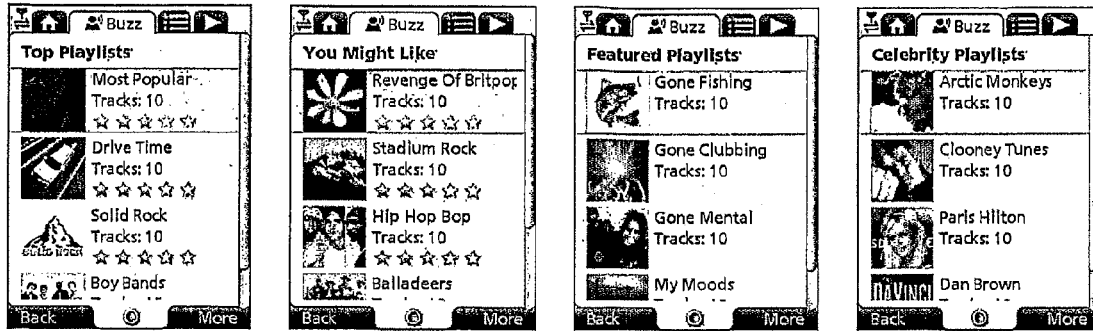 Buzz
Top Playlists
Most Popular
Tracks: 10
Drive Time
Tracks: 10
Solid Rock
Tracks: 10
SOLID ROCK
Boy Bands
Back
More
Buzz
You Might Like
Revenge Of Britpop
Tracks: 10
Stadium Rock
Tracks: 10
Hip Hop Bop
Tracks: 10
Balladeers
Back
More
Buzz
Featured Playlists
Gone Fishing
Tracks: 10
Gone Clubbing
Tracks: 10
Gone Mental
Tracks: 10
My Moods
Back
More
Buzz
Celebrity Playlists
Arctic Monkeys
Tracks: 10
Clooney Tunes
Tracks: 10
Paris Hilton
Tracks: 10
Dan Brown
Back
More